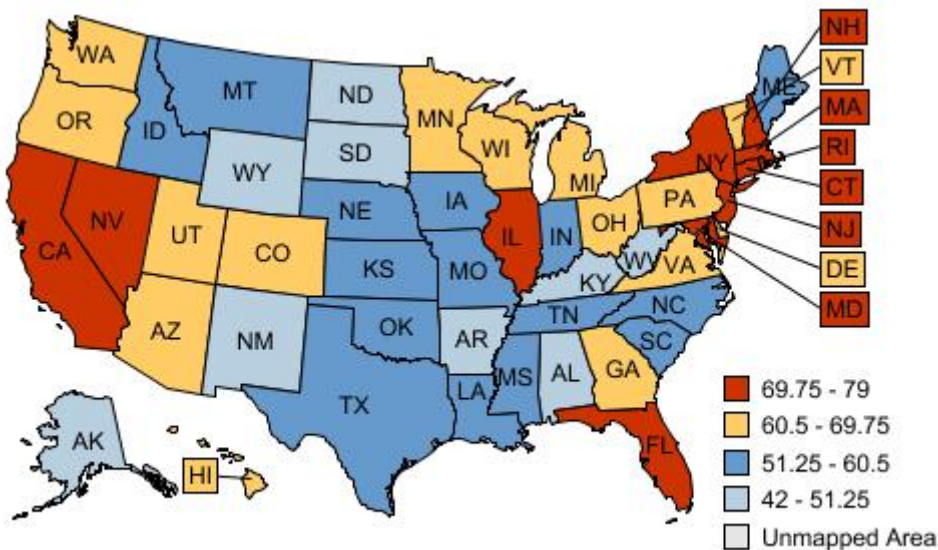 WA
MT
ND
MN
ME
NH
VT
MA
RI
CT
NJ
DE
MD
OR
ID
WY
SD
WI
MI
NY
PA
NV
UT
CO
NE
IA
IL
IN
OH
CA
KS
MO
KY
WV
VA
AZ
NM
OK
AR
TN
NC
SC
TX
LA
MS
AL
GA
FL
AK
HI
69.75 - 79
60.5 - 69.75
51.25 - 60.5
42 - 51.25
Unmapped Area